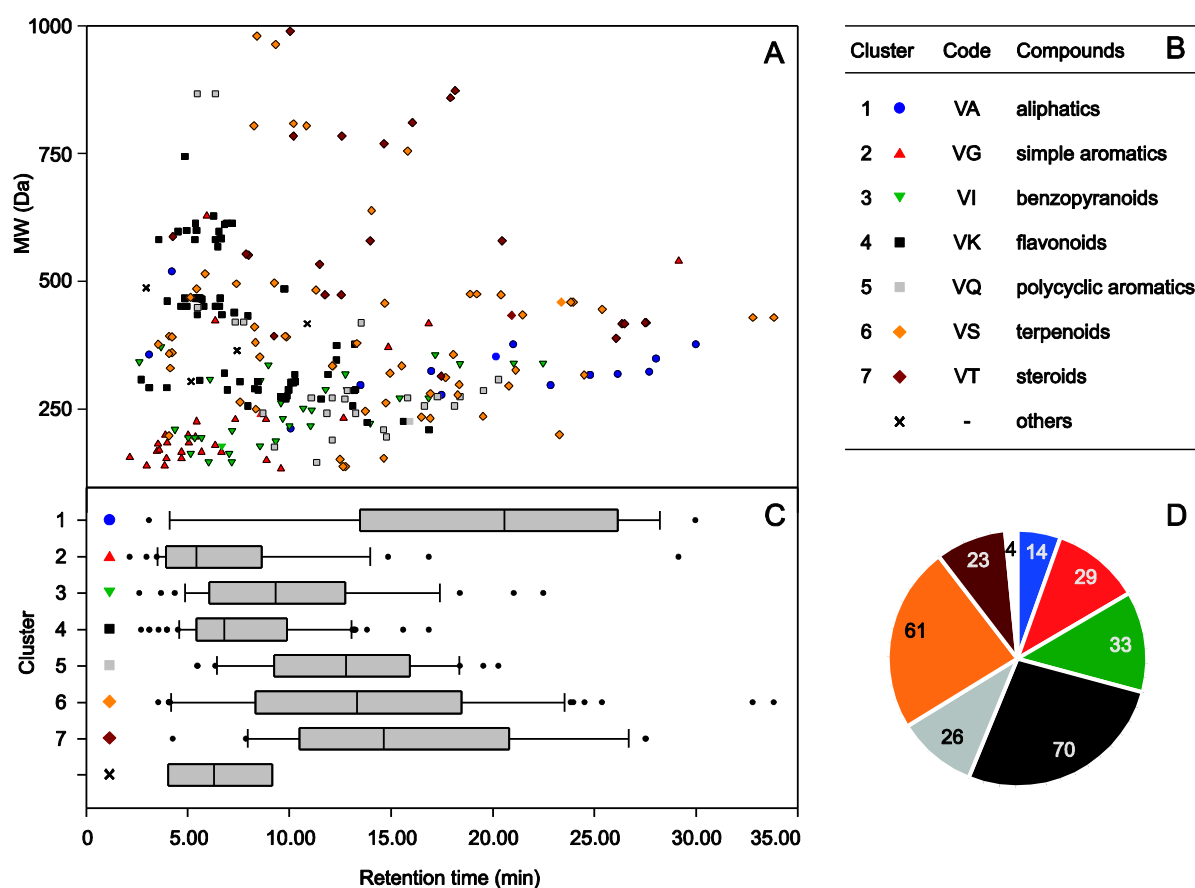 A
1000
750
500
250
MW (Da)
B
Cluster Code Compounds
1 VA aliphatics
2 VG simple aromatics
3 VI benzopyranoids
4 VK flavonoids
5 VQ polycyclic aromatics
6 VS terpenoids
7 VT steroids
- others
C
1
2
3
4
5
6
7
Cluster
0 5.00 10.00 15.00 20.00 25.00 30.00 35.00
Retention time (min)
D
4 14
23 29
61 33
26 70